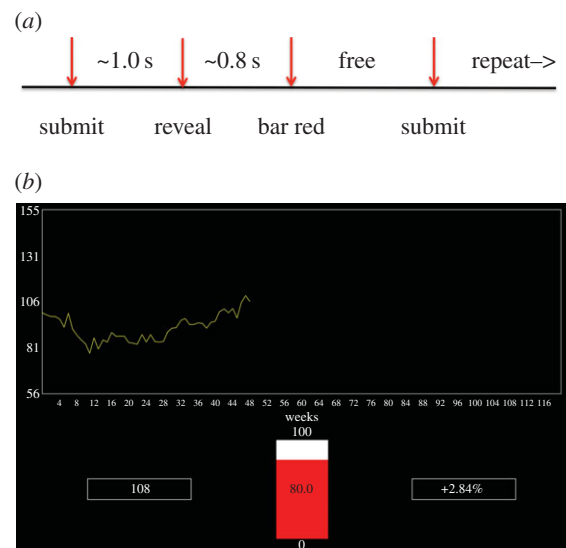 (a)
~1.0 s ~0.8 s free repeat–>
submit reveal bar red submit
(b)
155
131
106
81
56
4 8 12 16 20 24 28 32 36 40 44 48 52 56 60 64 68 72 76 80 84 88 92 96 100 104 108 112 116
weeks
100
108 80.0 +2.84%
0